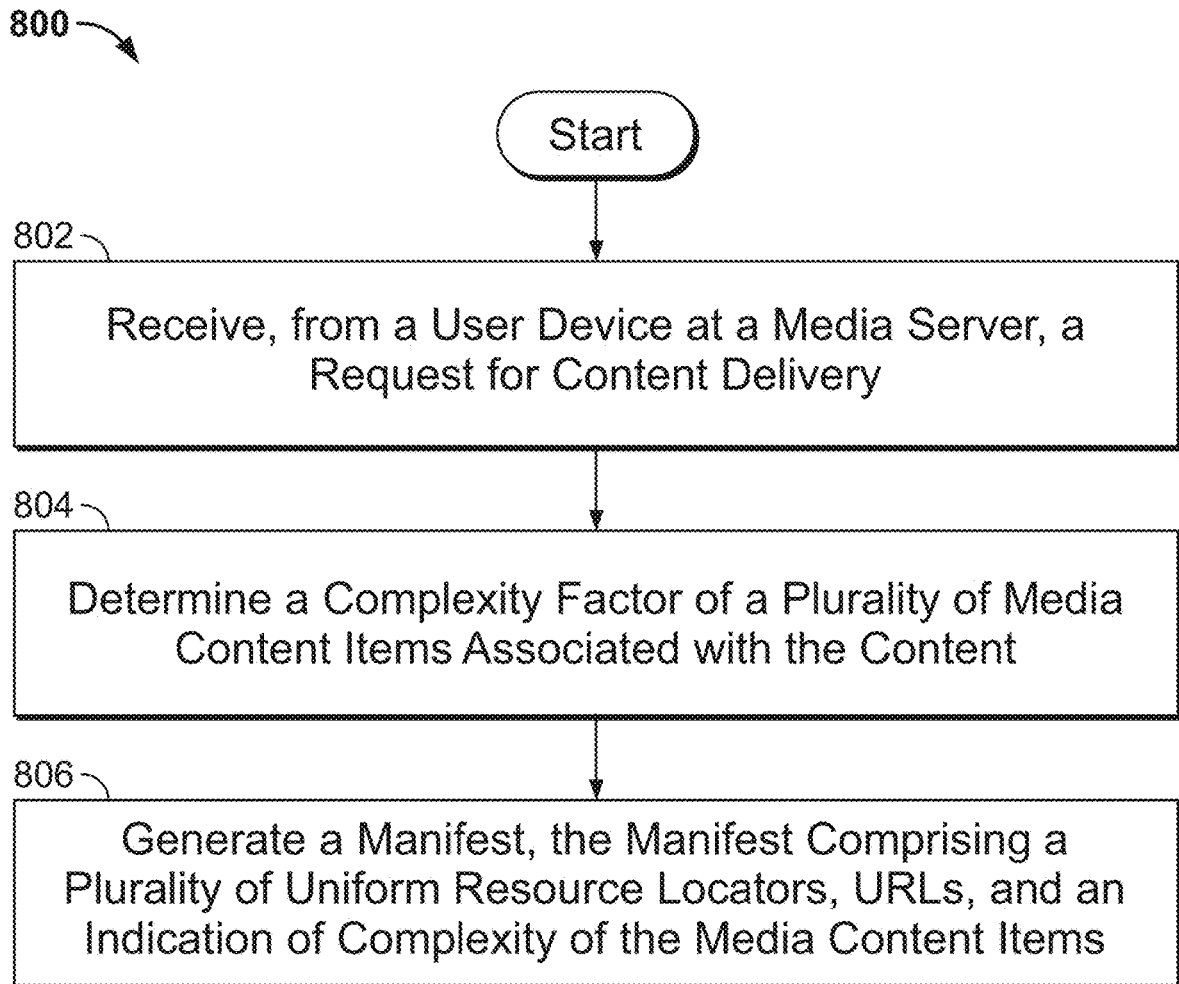 800
Start
802
Receive, from a User Device at a Media Server, a
Request for Content Delivery
804
Determine a Complexity Factor of a Plurality of Media
Content Items Associated with the Content
806
Generate a Manifest, the Manifest Comprising a
Plurality of Uniform Resource Locators, URLs, and an
Indication of Complexity of the Media Content Items